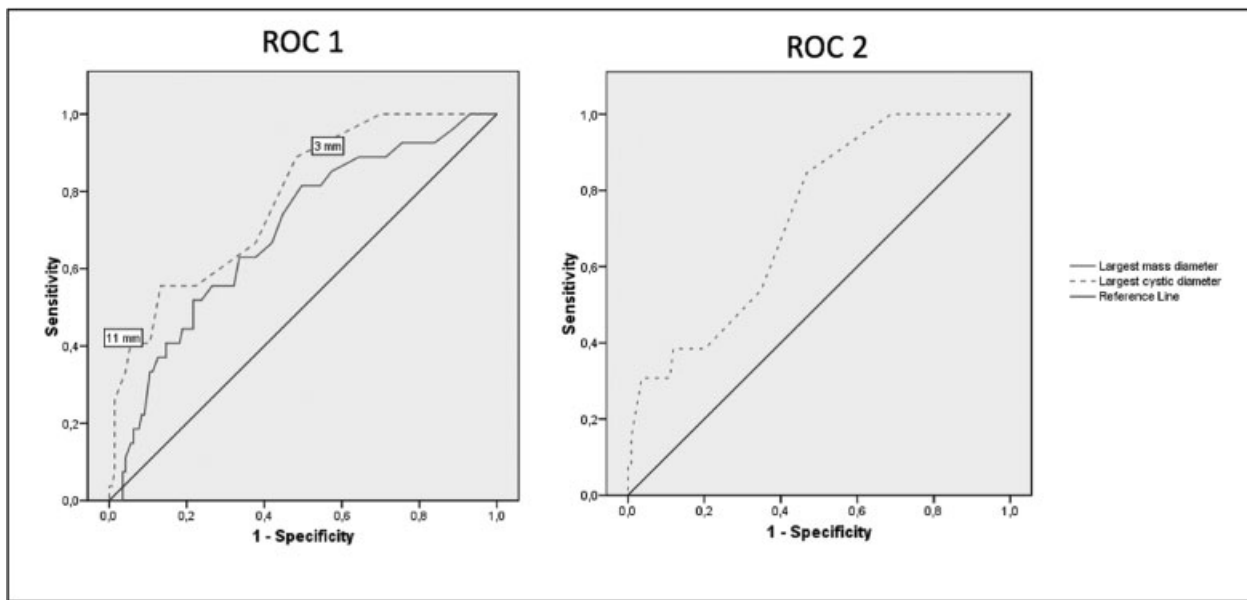 ROC 1
1,0
0,8
0,6
0,4
0,2
0,0
Sensitivity
3 mm
11 mm
0,0 0,2 0,4 0,6 0,8 1,0
1 - Specificity
ROC 2
1,0
0,8
0,6
0,4
0,2
0,0
Sensitivity
0,0 0,2 0,4 0,6 0,8 1,0
1 - Specificity
Largest mass diameter
Largest cystic diameter
Reference Line